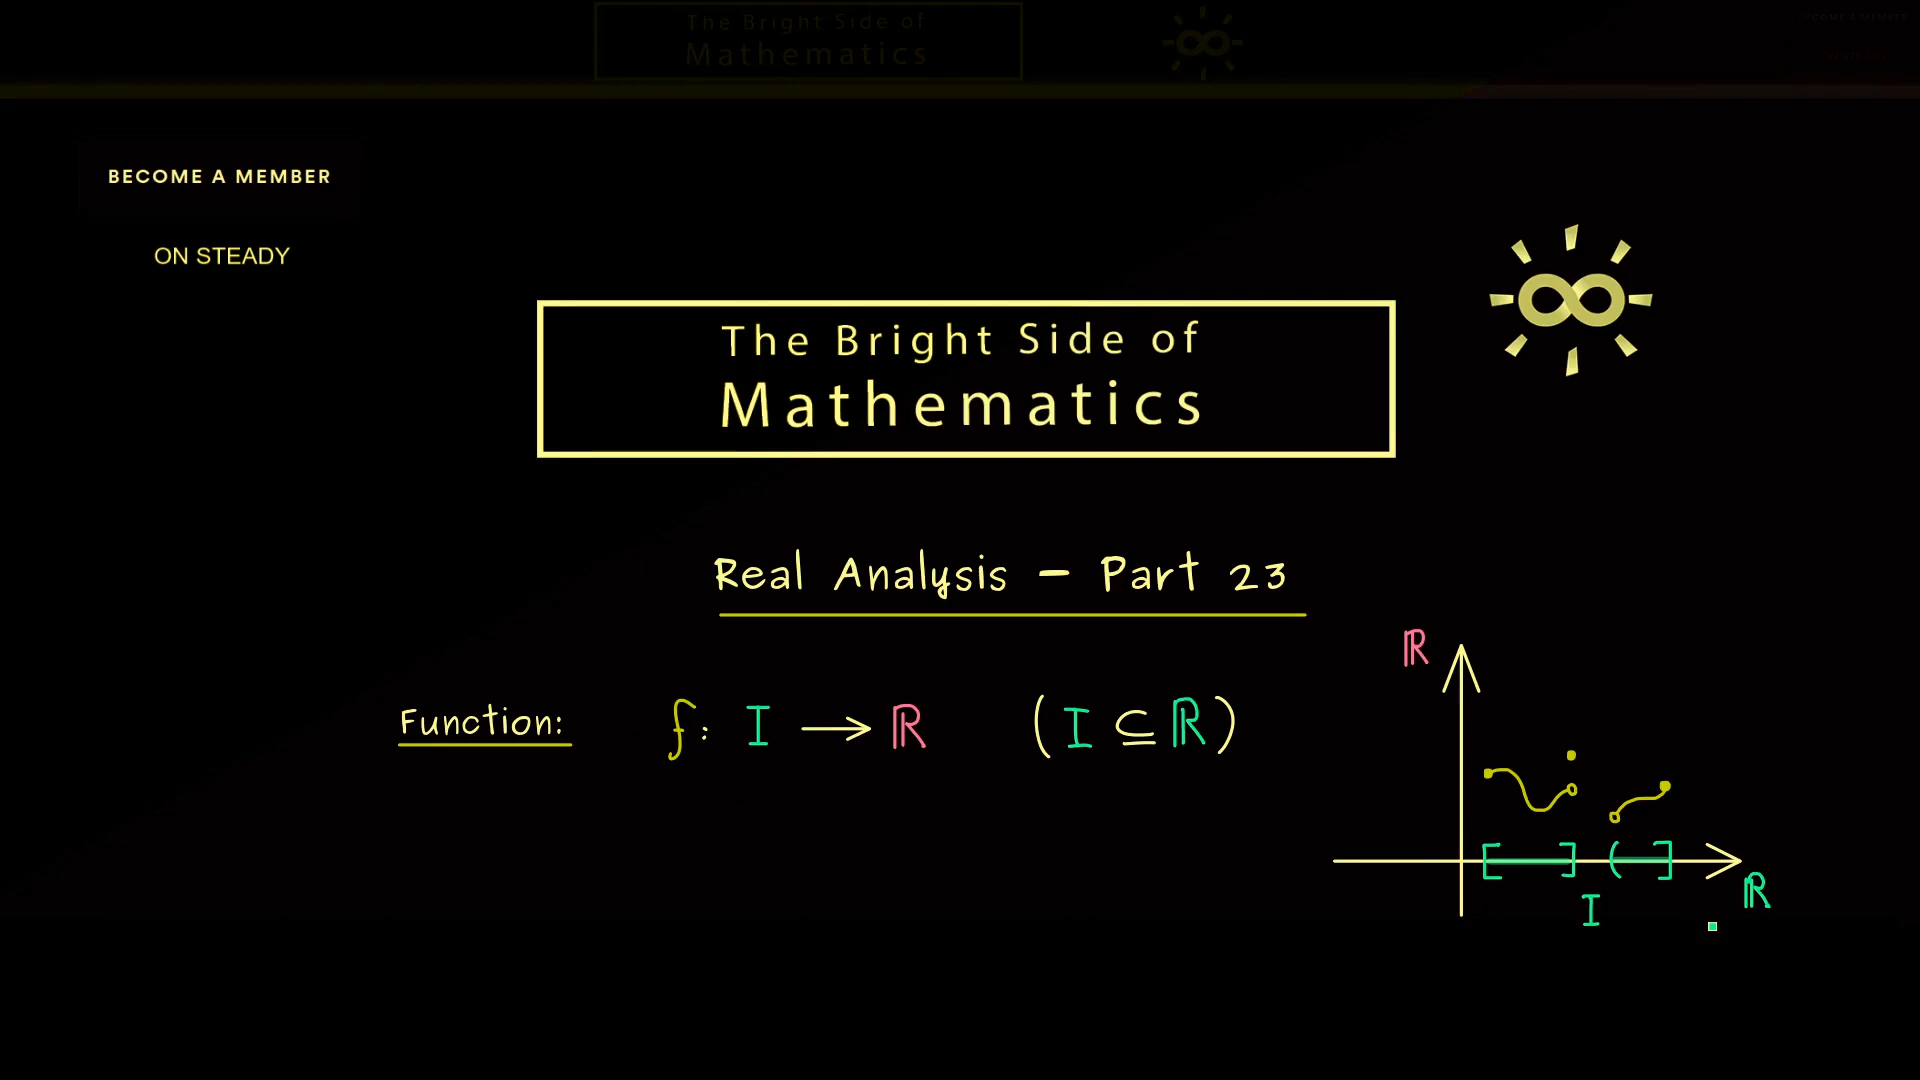 The Bright Side of
Mathematics
BECOME A MEMBER
ON STEADY
The Bright Side of
Mathematics
Real Analysis – Part 23
Function: f: I → ℝ (I ⊆ ℝ)
ℝ
[ ] ( ]
ℝ
I